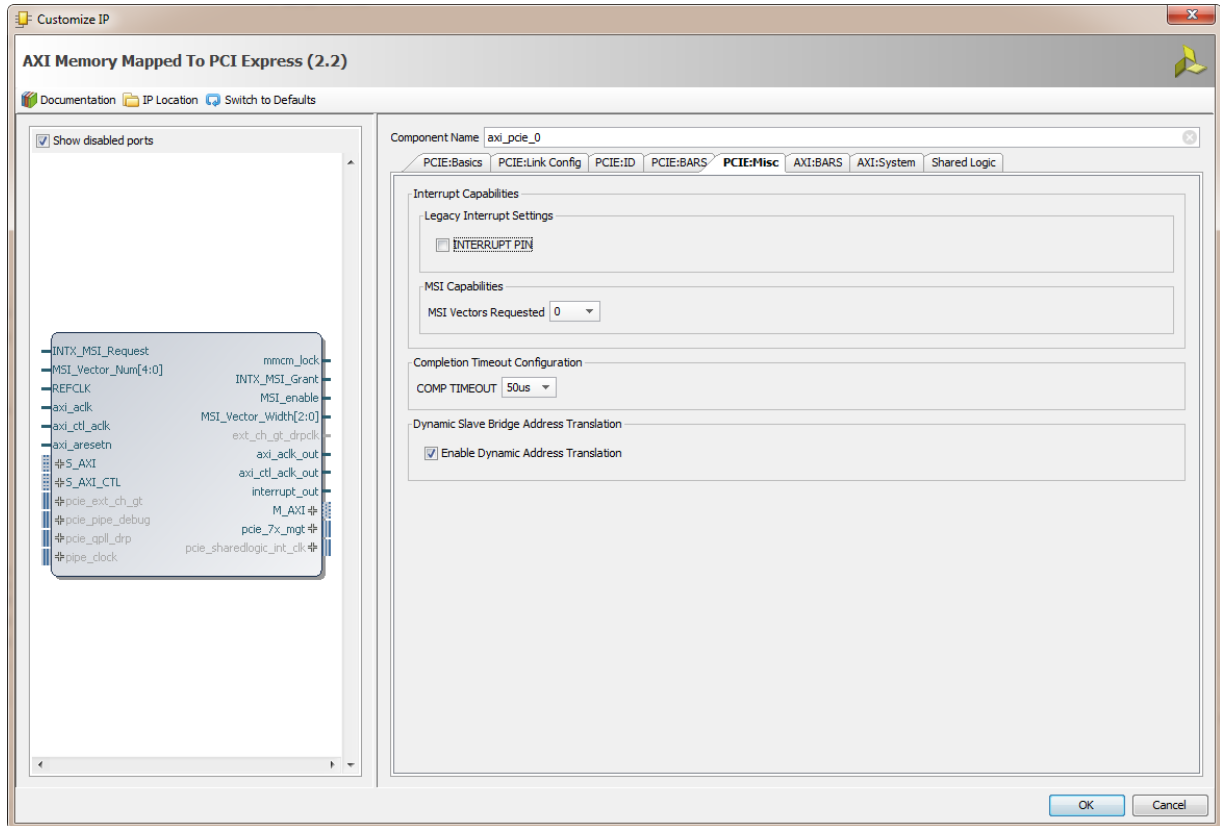 Customize IP
AXI Memory Mapped To PCI Express (2.2)
Documentation IP Location Switch to Defaults
Show disabled ports
INTX_MSI_Request
MSI_Vector_Num[4:0]
REFCLK
axi_aclk
axi_ctl_aclk
axi_aresetn
S_AXI
S_AXI_CTL
pcie_ext_ch_gt
pcie_pipe_debug
pcie_qpll_drp
pipe_clock
mmcm_lock
INTX_MSI_Grant
MSI_enable
MSI_Vector_Width[2:0]
ext_ch_gt_drpclk
axi_aclk_out
axi_ctl_aclk_out
interrupt_out
M_AXI
pcie_7x_mgt
pcie_sharedlogic_int_clk
Component Name axi_pcie_0
PCIE:Basics PCIE:Link Config PCIE:ID PCIE:BARS PCIE:Misc AXI:BARS AXI:System Shared Logic
Interrupt Capabilities
Legacy Interrupt Settings
INTERRUPT PIN
MSI Capabilities
MSI Vectors Requested 0
Completion Timeout Configuration
COMP TIMEOUT 50us
Dynamic Slave Bridge Address Translation
Enable Dynamic Address Translation
OK Cancel